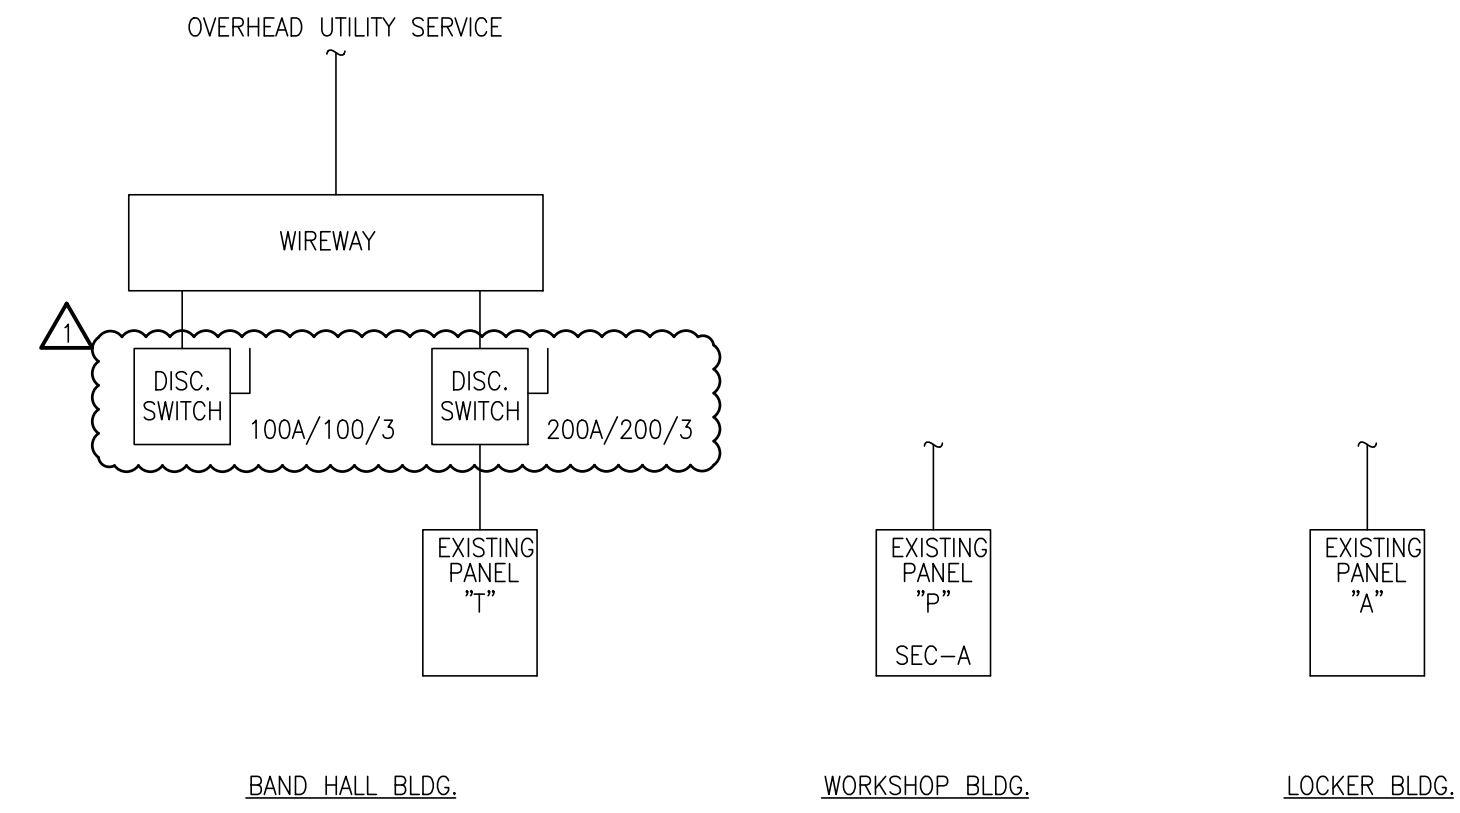 OVERHEAD UTILITY SERVICE
WIREWAY
1
DISC.
SWITCH
100A/100/3
DISC.
SWITCH
200A/200/3
EXISTING
PANEL
"T"
EXISTING
PANEL
"P"
SEC-A
EXISTING
PANEL
"A"
BAND HALL BLDG.
WORKSHOP BLDG.
LOCKER BLDG.